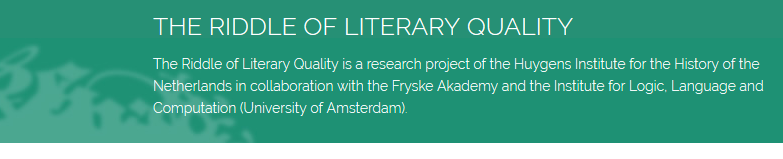 THE RIDDLE OF LITERARY QUALITY
The Riddle of Literary Quality is a research project of the Huygens Institute for the History of the
Netherlands in collaboration with the Fryske Akademy and the Institute for Logic, Language and
Computation (University of Amsterdam).